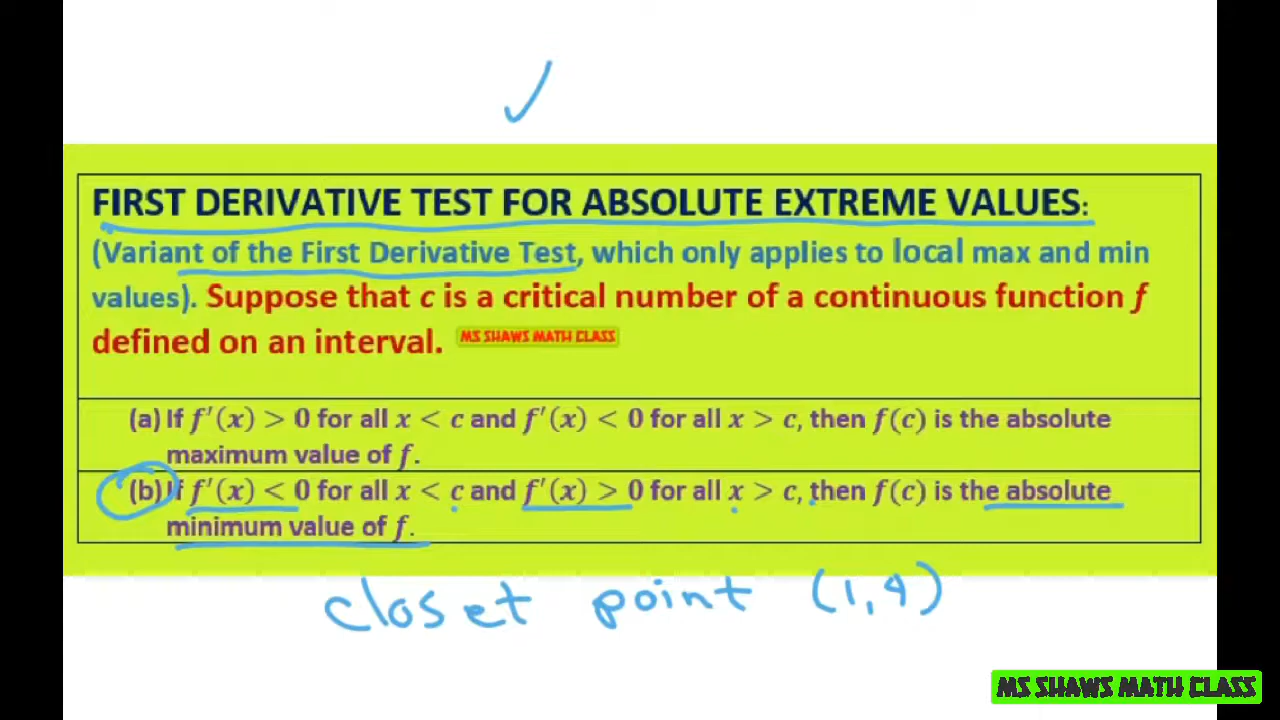 FIRST DERIVATIVE TEST FOR ABSOLUTE EXTREME VALUES:
(Variant of the First Derivative Test, which only applies to local max and min
values). Suppose that c is a critical number of a continuous function f
defined on an interval. MS SHAWS MATH CLASS
(a) If f′(x) > 0 for all x < c and f′(x) < 0 for all x > c, then f(c) is the absolute
maximum value of f.
(b) If f′(x) < 0 for all x < c and f′(x) > 0 for all x > c, then f(c) is the absolute
minimum value of f.
closet point (1,4)
MS SHAWS MATH CLASS